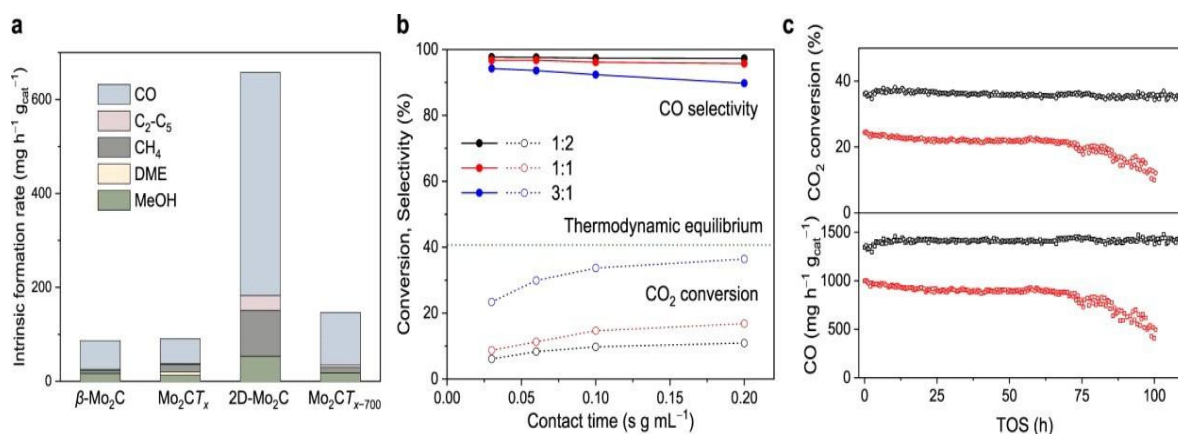 a
Intrinsic formation rate (mg h⁻¹ g_cat⁻¹)
600
400
200
0
CO
C₂-C₅
CH₄
DME
MeOH
β-Mo₂C
Mo₂CTₓ
2D-Mo₂C
Mo₂CTₓ₋₇₀₀
b
Conversion, Selectivity (%)
100
80
60
40
20
0
CO selectivity
1:2
1:1
3:1
Thermodynamic equilibrium
CO₂ conversion
0.00 0.05 0.10 0.15 0.20
Contact time (s g mL⁻¹)
c
CO₂ conversion (%)
40
20
0
CO (mg h⁻¹ g_cat⁻¹)
1500
1000
500
0
0 25 50 75 100
TOS (h)